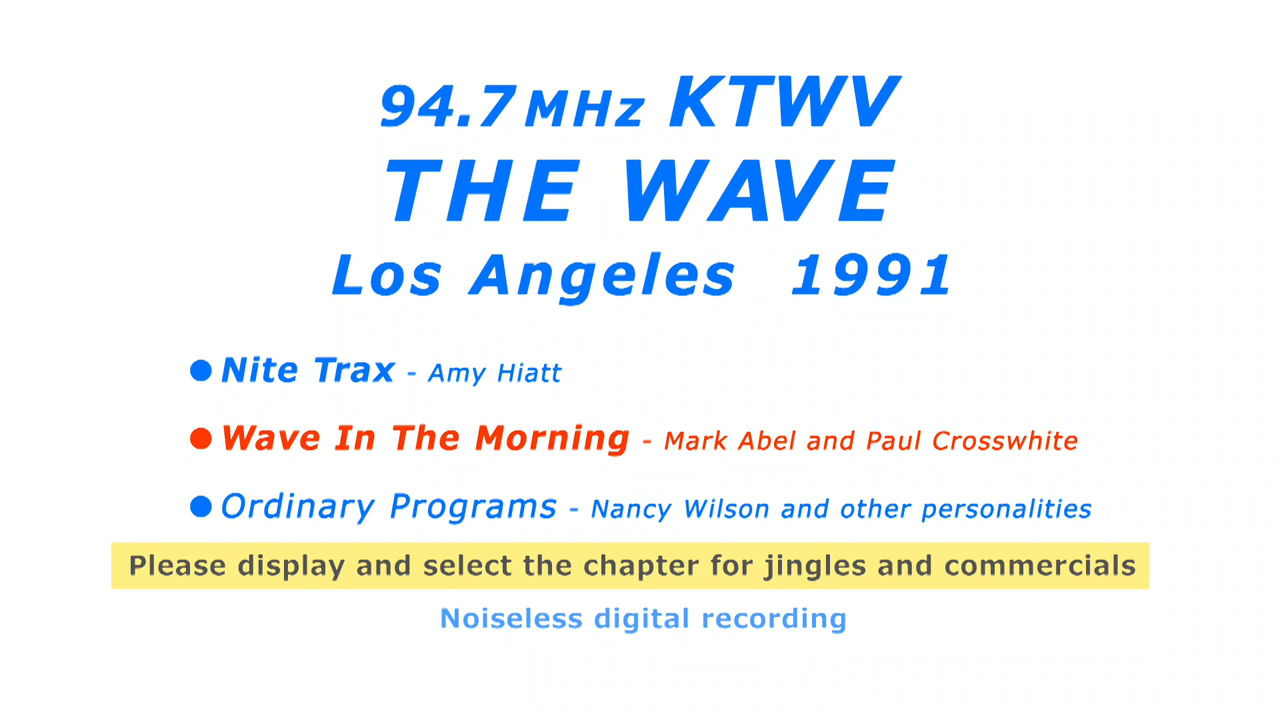 94.7MHz KTWV
THE WAVE
Los Angeles 1991
● Nite Trax - Amy Hiatt
● Wave In The Morning - Mark Abel and Paul Crosswhite
● Ordinary Programs - Nancy Wilson and other personalities
Please display and select the chapter for jingles and commercials
Noiseless digital recording